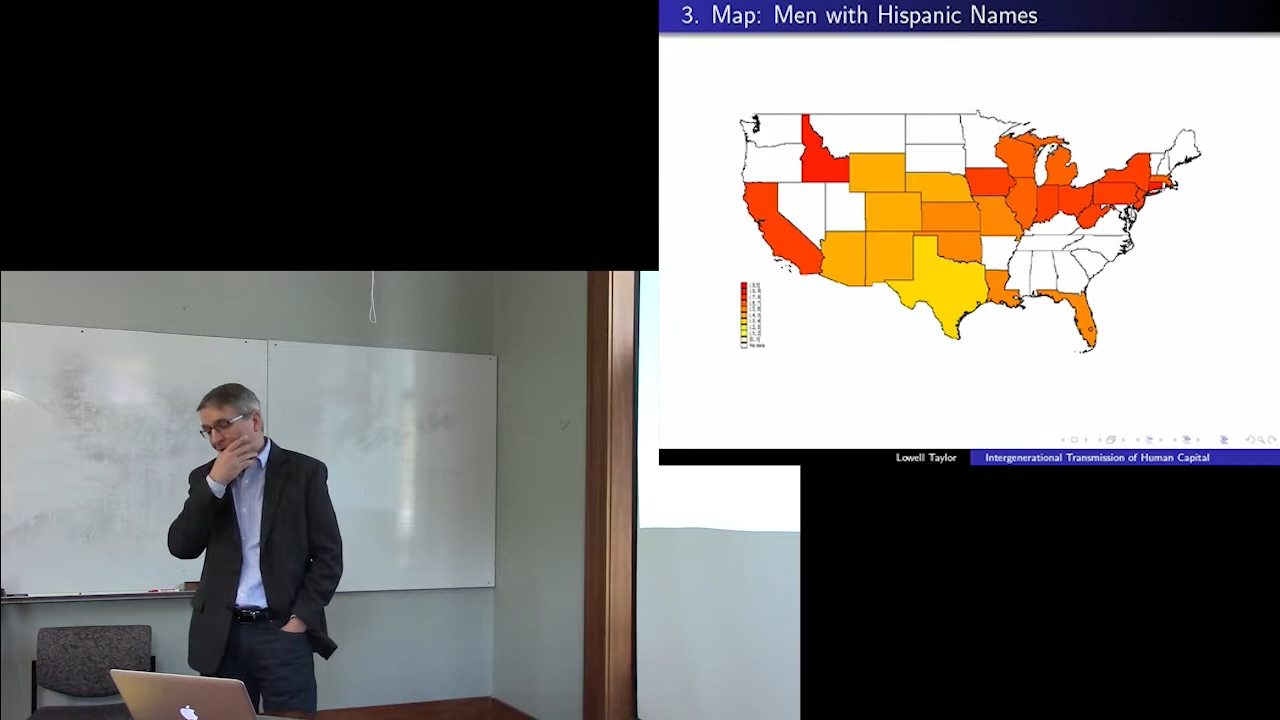 3. Map: Men with Hispanic Names
Lowell Taylor
Intergenerational Transmission of Human Capital